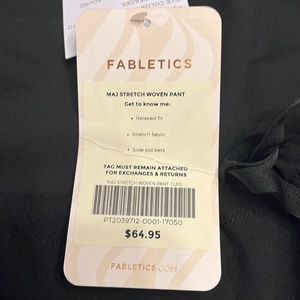 FABLETICS
MAJ STRETCH WOVEN PANT
Get to know me:
• Relaxed fit
• Stretch fabric
• Side pockets
TAG MUST REMAIN ATTACHED
FOR EXCHANGES & RETURNS
MAJ STRETCH WOVEN PANT
PT2039712-0001-17050
$64.95
FABLETICS.COM